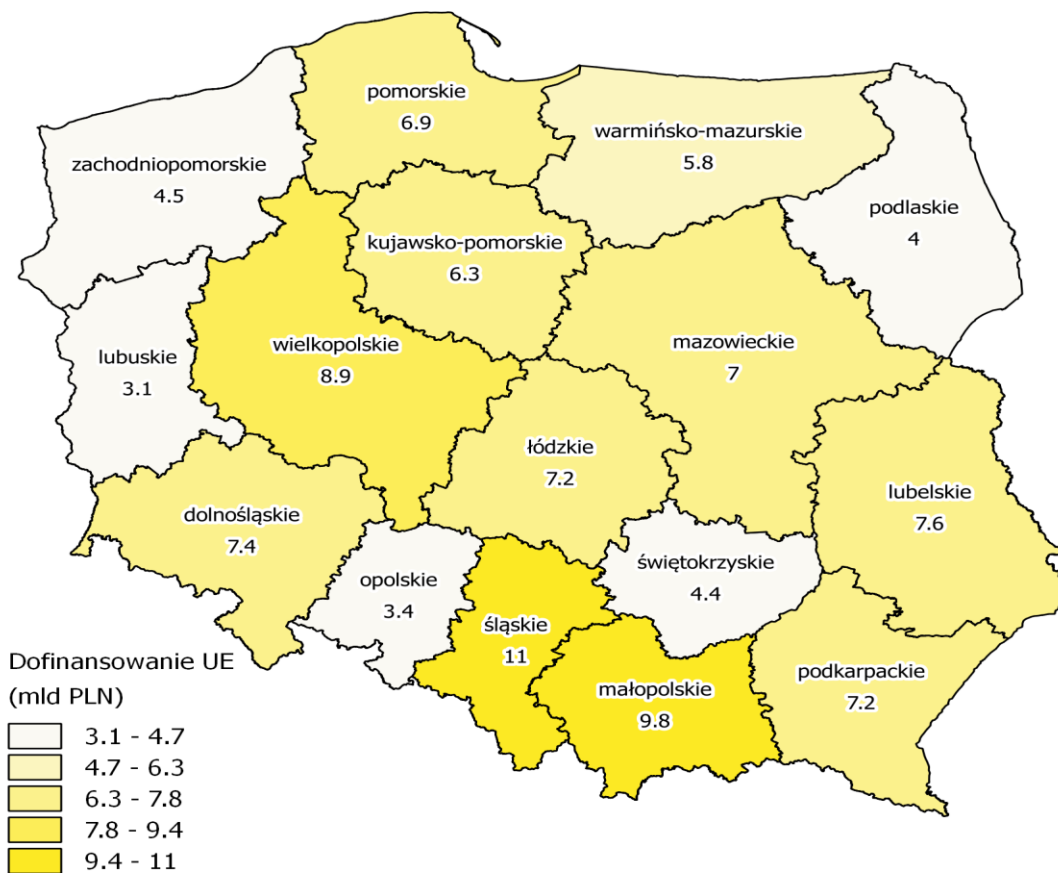 pomorskie
6.9
warmińsko-mazurskie
5.8
zachodniopomorskie
4.5
podlaskie
4
kujawsko-pomorskie
6.3
lubuskie
3.1
wielkopolskie
8.9
mazowieckie
7
łódzkie
7.2
lubelskie
7.6
dolnośląskie
7.4
opolskie
3.4
świętokrzyskie
4.4
śląskie
11
małopolskie
9.8
podkarpackie
7.2
Dofinansowanie UE
(mld PLN)
3.1 - 4.7
4.7 - 6.3
6.3 - 7.8
7.8 - 9.4
9.4 - 11